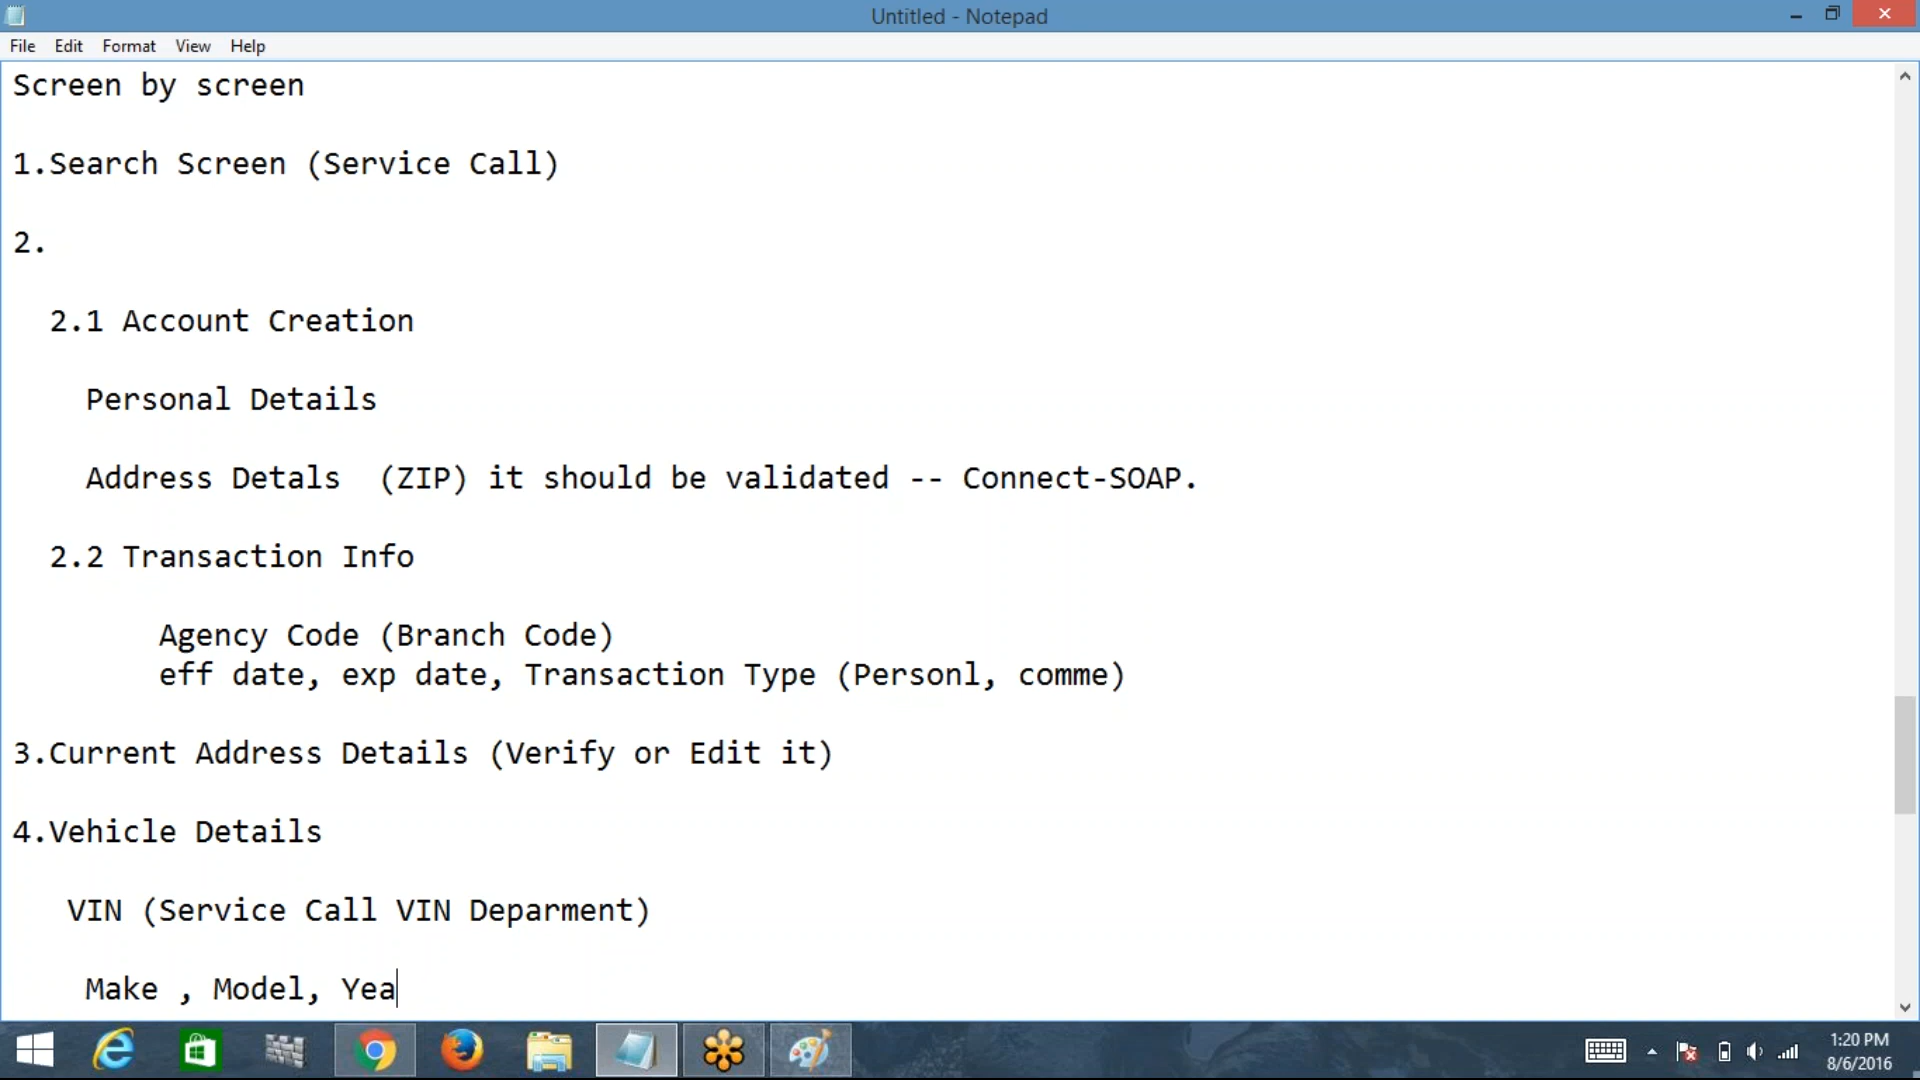 Untitled - Notepad
File Edit Format View Help
Screen by screen
1.Search Screen (Service Call)
2.
2.1 Account Creation
Personal Details
Address Detals (ZIP) it should be validated -- Connect-SOAP.
2.2 Transaction Info
Agency Code (Branch Code)
eff date, exp date, Transaction Type (Personl, comme)
3.Current Address Details (Verify or Edit it)
4.Vehicle Details
VIN (Service Call VIN Deparment)
Make , Model, Yea
1:20 PM
8/6/2016